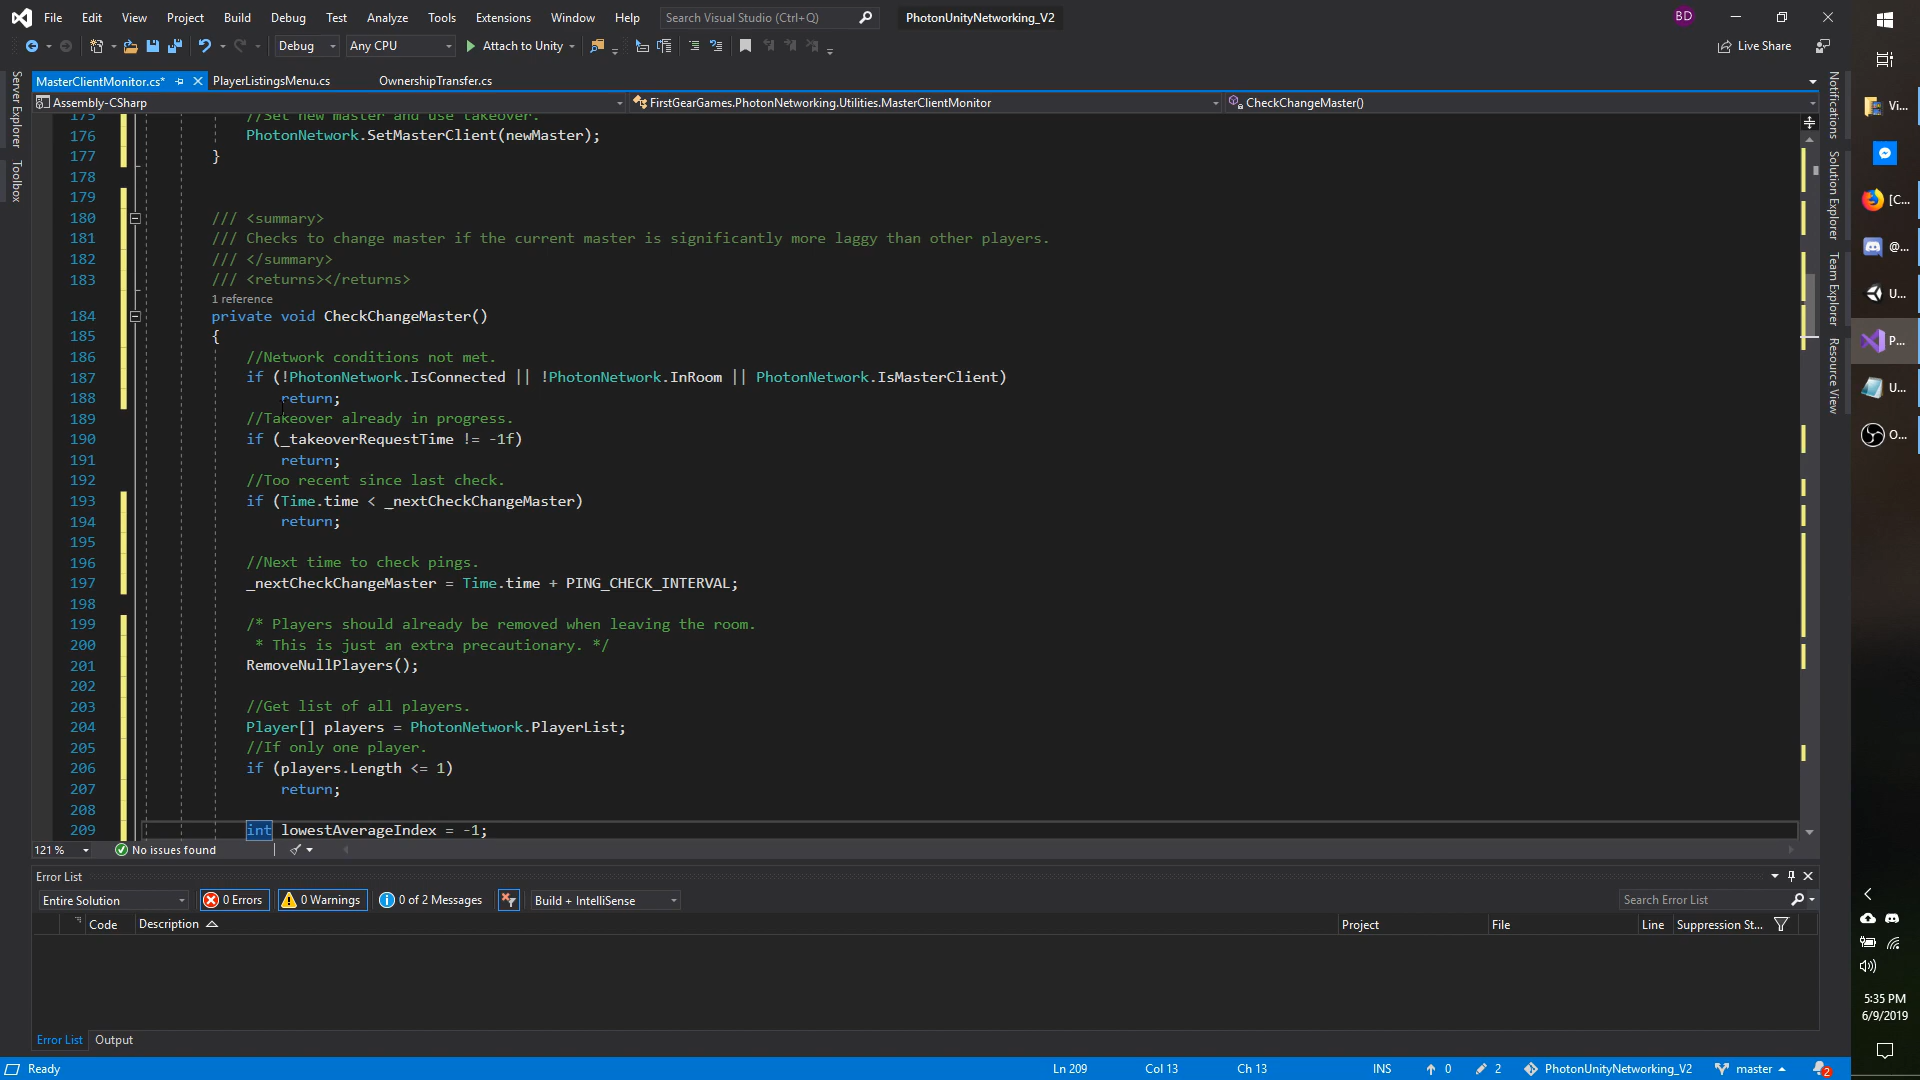 File Edit View Project Build Debug Test Analyze Tools Extensions Window Help Search Visual Studio (Ctrl+Q) PhotonUnityNetworking_V2 BD
Debug Any CPU Attach to Unity Live Share
MasterClientMonitor.cs* PlayerListingsMenu.cs OwnershipTransfer.cs
Assembly-CSharp FirstGearGames.PhotonNetworking.Utilities.MasterClientMonitor CheckChangeMaster()
Server Explorer
Toolbox
175 //Set new master and use takeover.
176 PhotonNetwork.SetMasterClient(newMaster);
177 }
178
179
180 /// <summary>
181 /// Checks to change master if the current master is significantly more laggy than other players.
182 /// </summary>
183 /// <returns></returns>
1 reference
184 private void CheckChangeMaster()
185 {
186 //Network conditions not met.
187 if (!PhotonNetwork.IsConnected || !PhotonNetwork.InRoom || PhotonNetwork.IsMasterClient)
188 return;
189 //Takeover already in progress.
190 if (_takeoverRequestTime != -1f)
191 return;
192 //Too recent since last check.
193 if (Time.time < _nextCheckChangeMaster)
194 return;
195
196 //Next time to check pings.
197 _nextCheckChangeMaster = Time.time + PING_CHECK_INTERVAL;
198
199 /* Players should already be removed when leaving the room.
200 * This is just an extra precautionary. */
201 RemoveNullPlayers();
202
203 //Get list of all players.
204 Player[] players = PhotonNetwork.PlayerList;
205 //If only one player.
206 if (players.Length <= 1)
207 return;
208
209 int lowestAverageIndex = -1;
121 % No issues found
Error List
Entire Solution 0 Errors 0 Warnings 0 of 2 Messages Build + IntelliSense Search Error List
Code Description Project File Line Suppression St...
Error List Output
Ready Ln 209 Col 13 Ch 13 INS 0 2 PhotonUnityNetworking_V2 master 2
Notifications
Solution Explorer
Team Explorer
Resource View
Vi...
[C...
@...
U...
P...
U...
O...
5:35 PM
6/9/2019